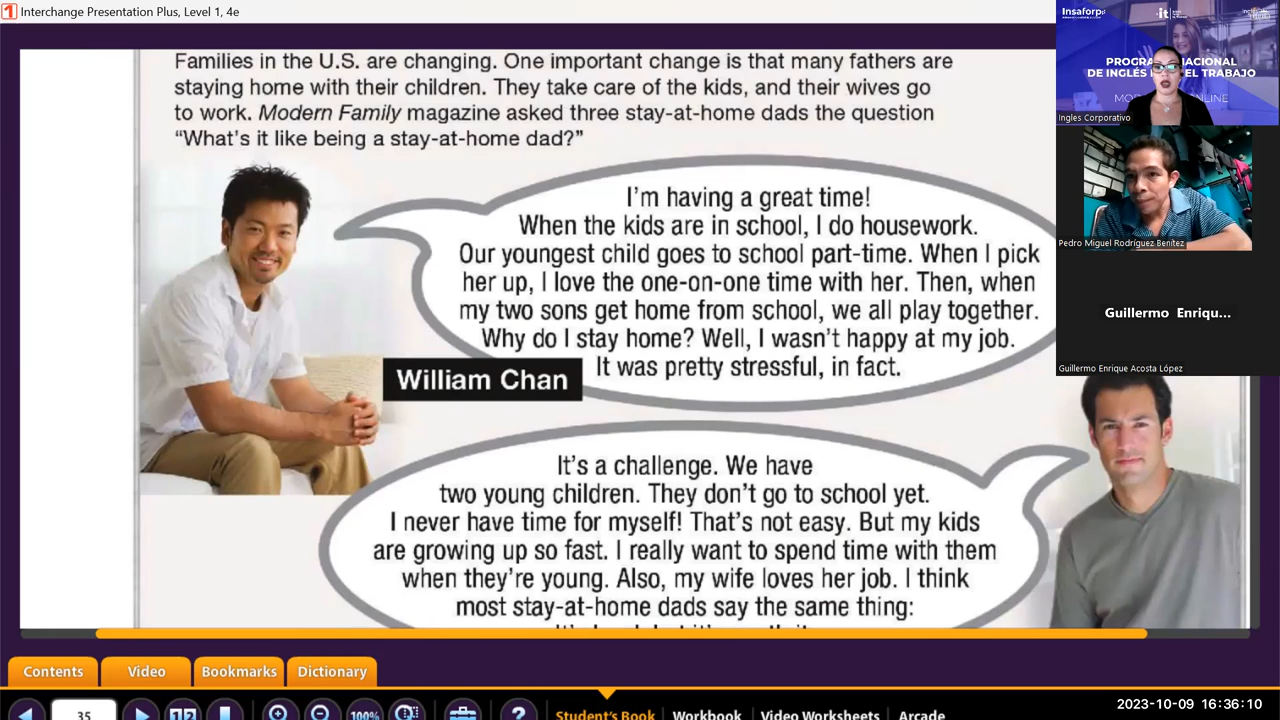 Interchange Presentation Plus, Level 1, 4e
Families in the U.S. are changing. One important change is that many fathers are
staying home with their children. They take care of the kids, and their wives go
to work. Modern Family magazine asked three stay-at-home dads the question
“What's it like being a stay-at-home dad?”
I'm having a great time!
When the kids are in school, I do housework.
Our youngest child goes to school part-time. When I pick
her up, I love the one-on-one time with her. Then, when
my two sons get home from school, we all play together.
Why do I stay home? Well, I wasn't happy at my job.
It was pretty stressful, in fact.
William Chan
It's a challenge. We have
two young children. They don't go to school yet.
I never have time for myself! That's not easy. But my kids
are growing up so fast. I really want to spend time with them
when they're young. Also, my wife loves her job. I think
most stay-at-home dads say the same thing:
Insaforp
Ingles Corporativo
Pedro Miguel Rodríguez Benítez
Guillermo Enriqu...
Guillermo Enrique Acosta López
Contents
Video
Bookmarks
Dictionary
35
100%
Student's Book
Workbook
Video Worksheets
Arcade
2023-10-09 16:36:10